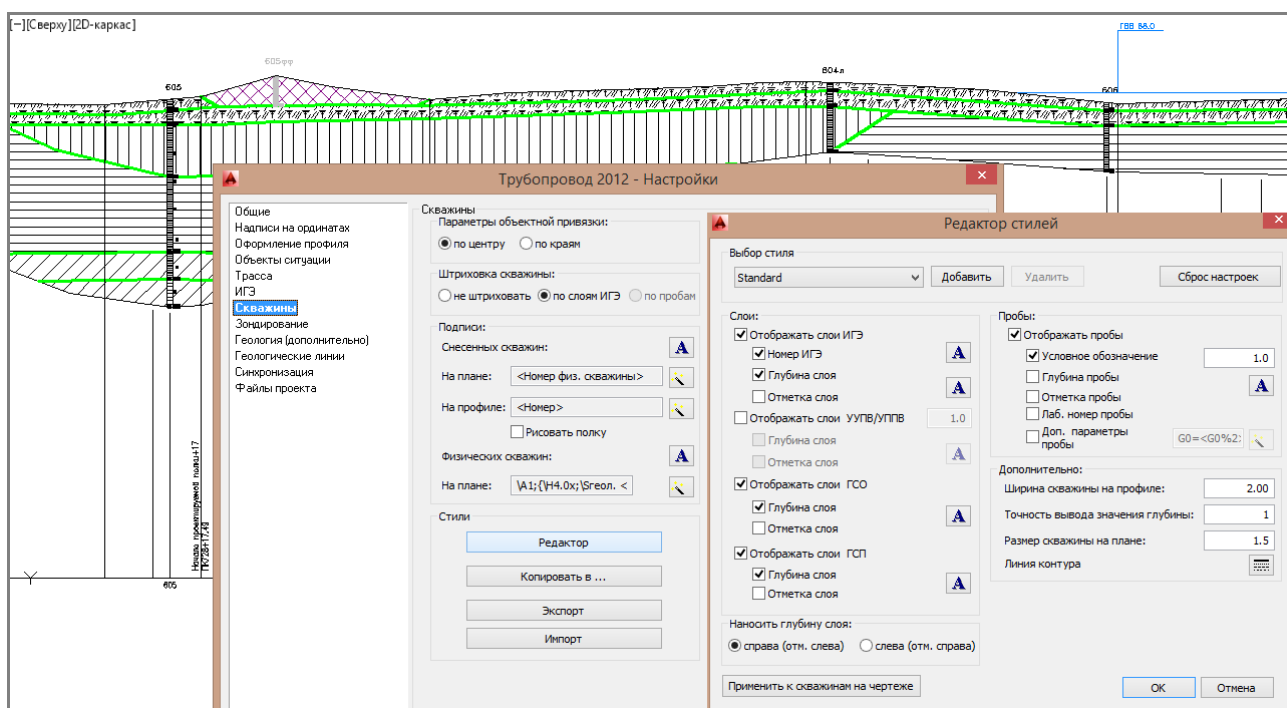 [−][Сверху][2D-каркас]
ГВВ 88.0
605фф
605
604л
606
Трубопровод 2012 - Настройки
Общие
Надписи на ординатах
Оформление профиля
Объекты ситуации
Трасса
ИГЭ
Скважины
Зондирование
Геология (дополнительно)
Геологические линии
Синхронизация
Файлы проекта
Скважины
Параметры объектной привязки:
по центру
по краям
Штриховка скважины:
не штриховать
по слоям ИГЭ
по пробам
Подписи:
Снесенных скважин:
На плане:
<Номер физ. скважины>
На профиле:
<Номер>
Рисовать полку
Физических скважин:
На плане:
\A1;{\H4.0x;\Sгеол. <
Стили
Редактор
Копировать в ...
Экспорт
Импорт
Редактор стилей
Выбор стиля
Standard
Добавить
Удалить
Сброс настроек
Слои:
Отображать слои ИГЭ
Номер ИГЭ
Глубина слоя
Отметка слоя
Отображать слои УУПВ/УППВ
1.0
Глубина слоя
Отметка слоя
Отображать слои ГСО
Глубина слоя
Отметка слоя
Отображать слои ГСП
Глубина слоя
Отметка слоя
Наносить глубину слоя:
справа (отм. слева)
слева (отм. справа)
Применить к скважинам на чертеже
Пробы:
Отображать пробы
Условное обозначение
1.0
Глубина пробы
Отметка пробы
Лаб. номер пробы
Доп. параметры пробы
G0=<G0%2:
Дополнительно:
Ширина скважины на профиле:
2.00
Точность вывода значения глубины:
1
Размер скважины на плане:
1.5
Линия контура
OK
Отмена
Начало проектируемой полки+17
605